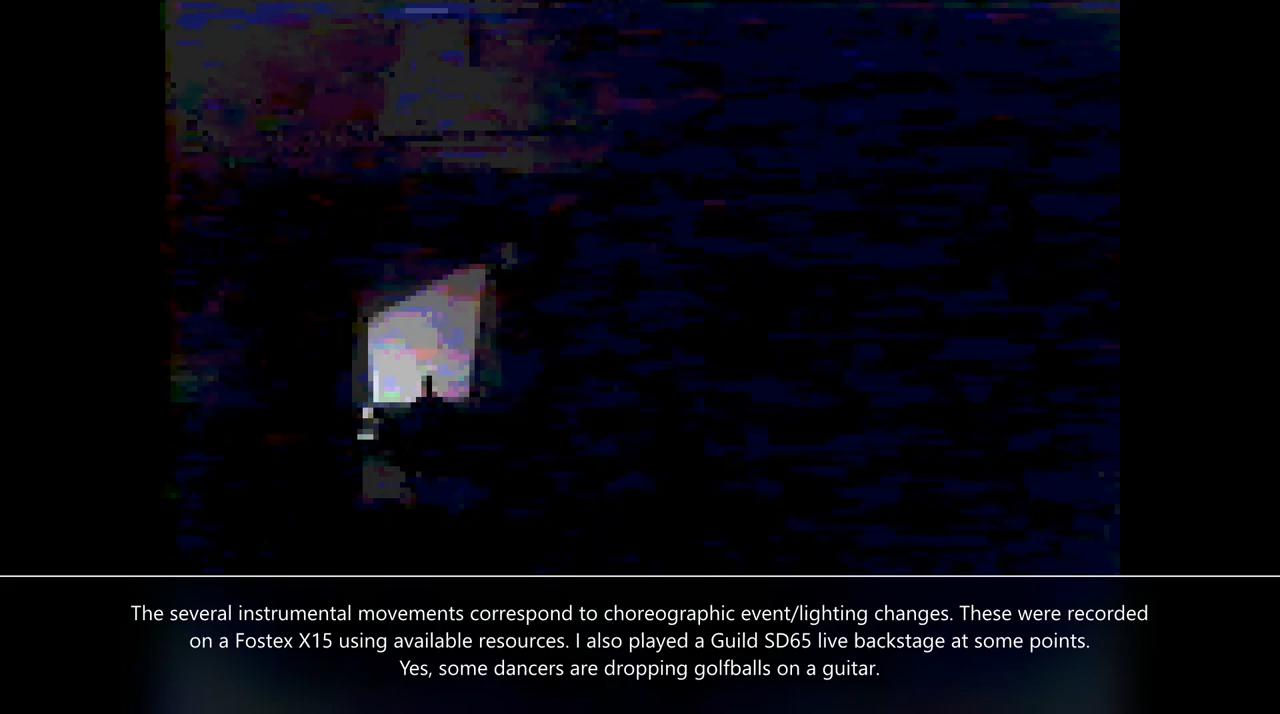 The several instrumental movements correspond to choreographic event/lighting changes. These were recorded
on a Fostex X15 using available resources. I also played a Guild SD65 live backstage at some points.
Yes, some dancers are dropping golfballs on a guitar.